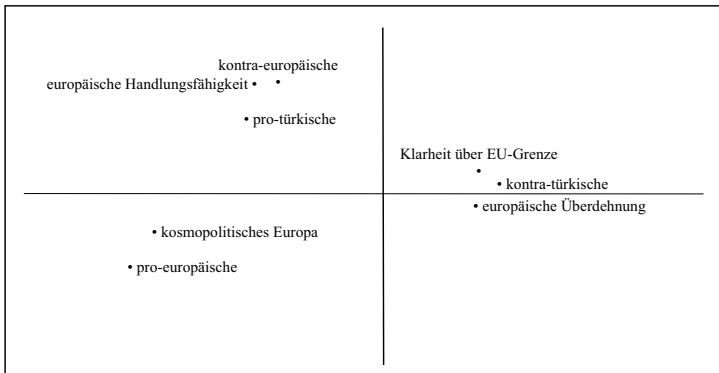 kontra-europäische
europäische Handlungsfähigkeit •
• pro-türkische
Klarheit über EU-Grenze
• kontra-türkische
• europäische Überdehnung
• kosmopolitisches Europa
• pro-europäische